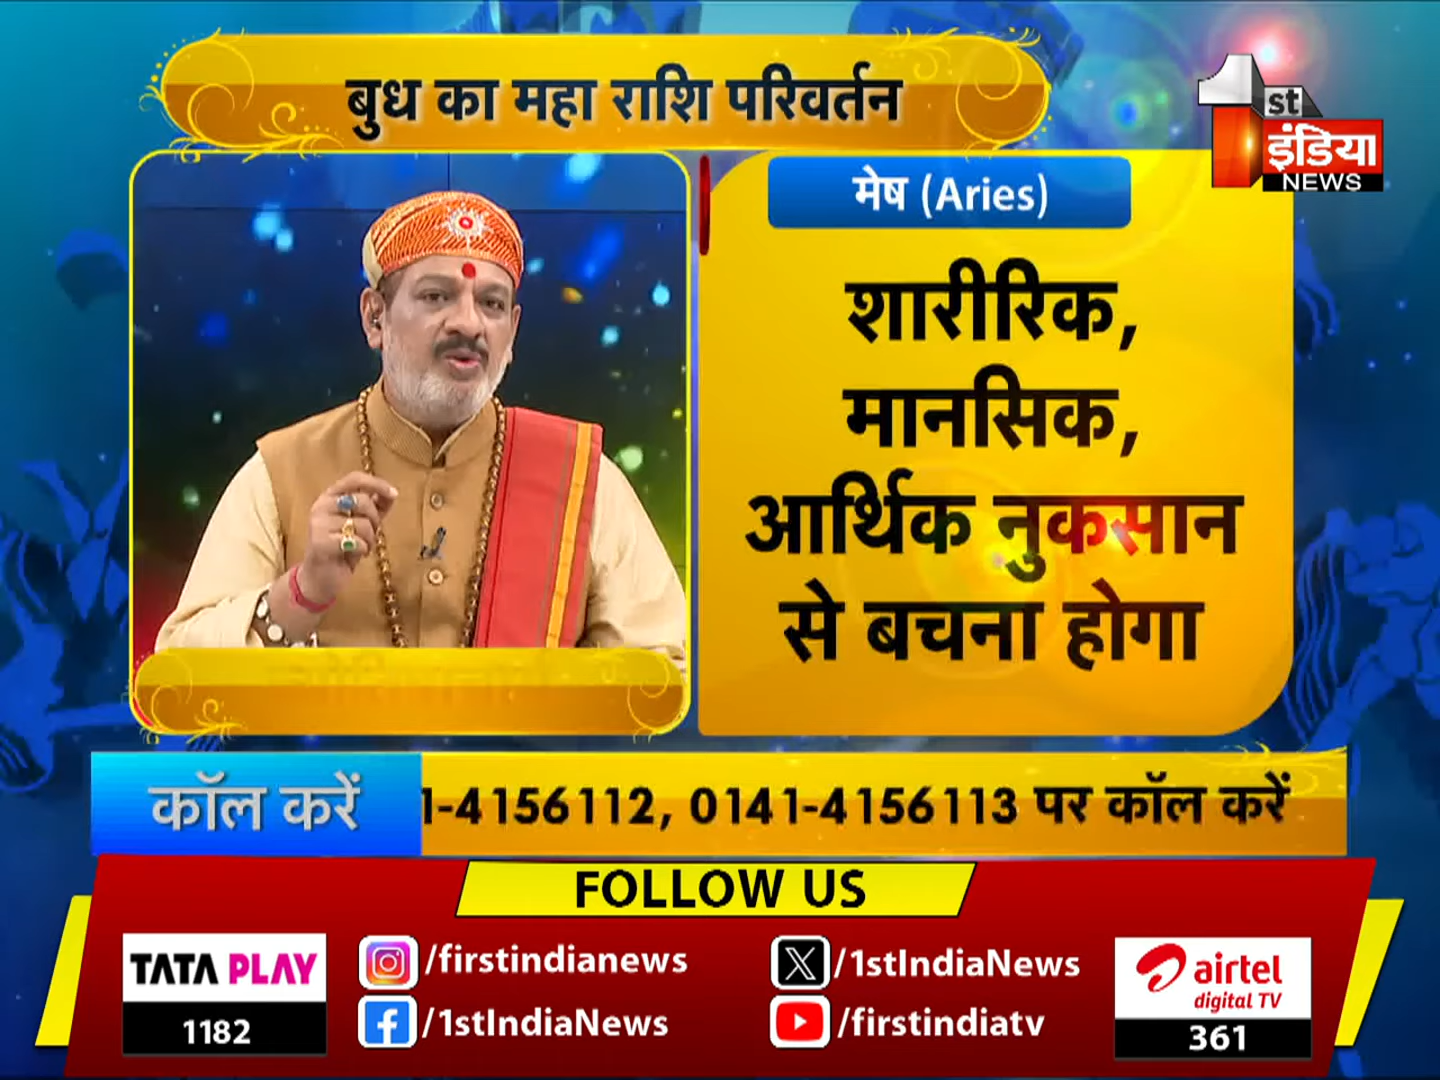 बुध का महा राशि परिवर्तन
1st
इंडिया
NEWS
मेष (Aries)
शारीरिक,
मानसिक,
आर्थिक नुकसान
से बचना होगा
कॉल करें
1-4156112, 0141-4156113 पर कॉल करें
FOLLOW US
TATA PLAY
1182
/firstindianews
/1stIndiaNews
/1stIndiaNews
/firstindiatv
airtel
digital TV
361